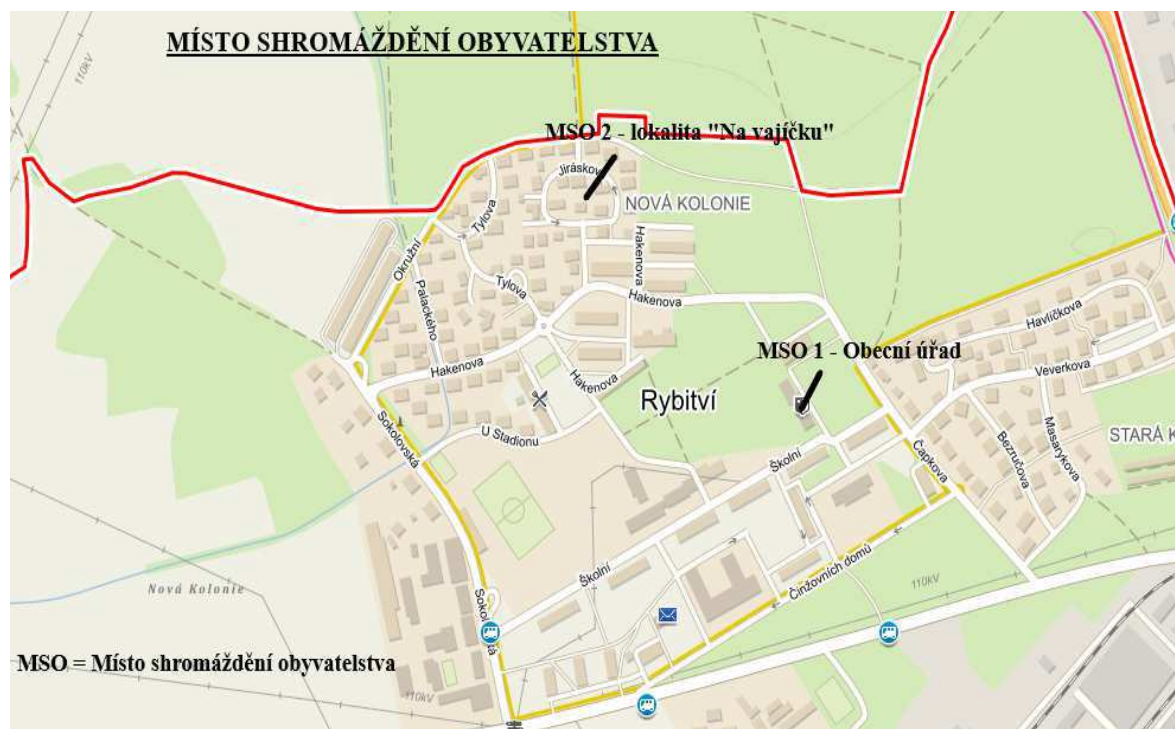 MÍSTO SHROMÁŽDĚNÍ OBYVATELSTVA
110kV
MSO 2 - lokalita "Na vajíčku"
Jiráskov
NOVÁ KOLONIE
Tylova
Okružní
Hakenova
Palackého
Tylova
Hakenova
Havlíčkova
MSO 1 - Obecní úřad
Hakenova
Hakenova
Veverkova
Rybitví
Sokolovská
U Stadionu
Masarykova
Bezručova
STARÁ K
Čapkova
Školní
Školní
Činžovních domů
110kV
Nová Kolonie
MSO = Místo shromáždění obyvatelstva
110kV